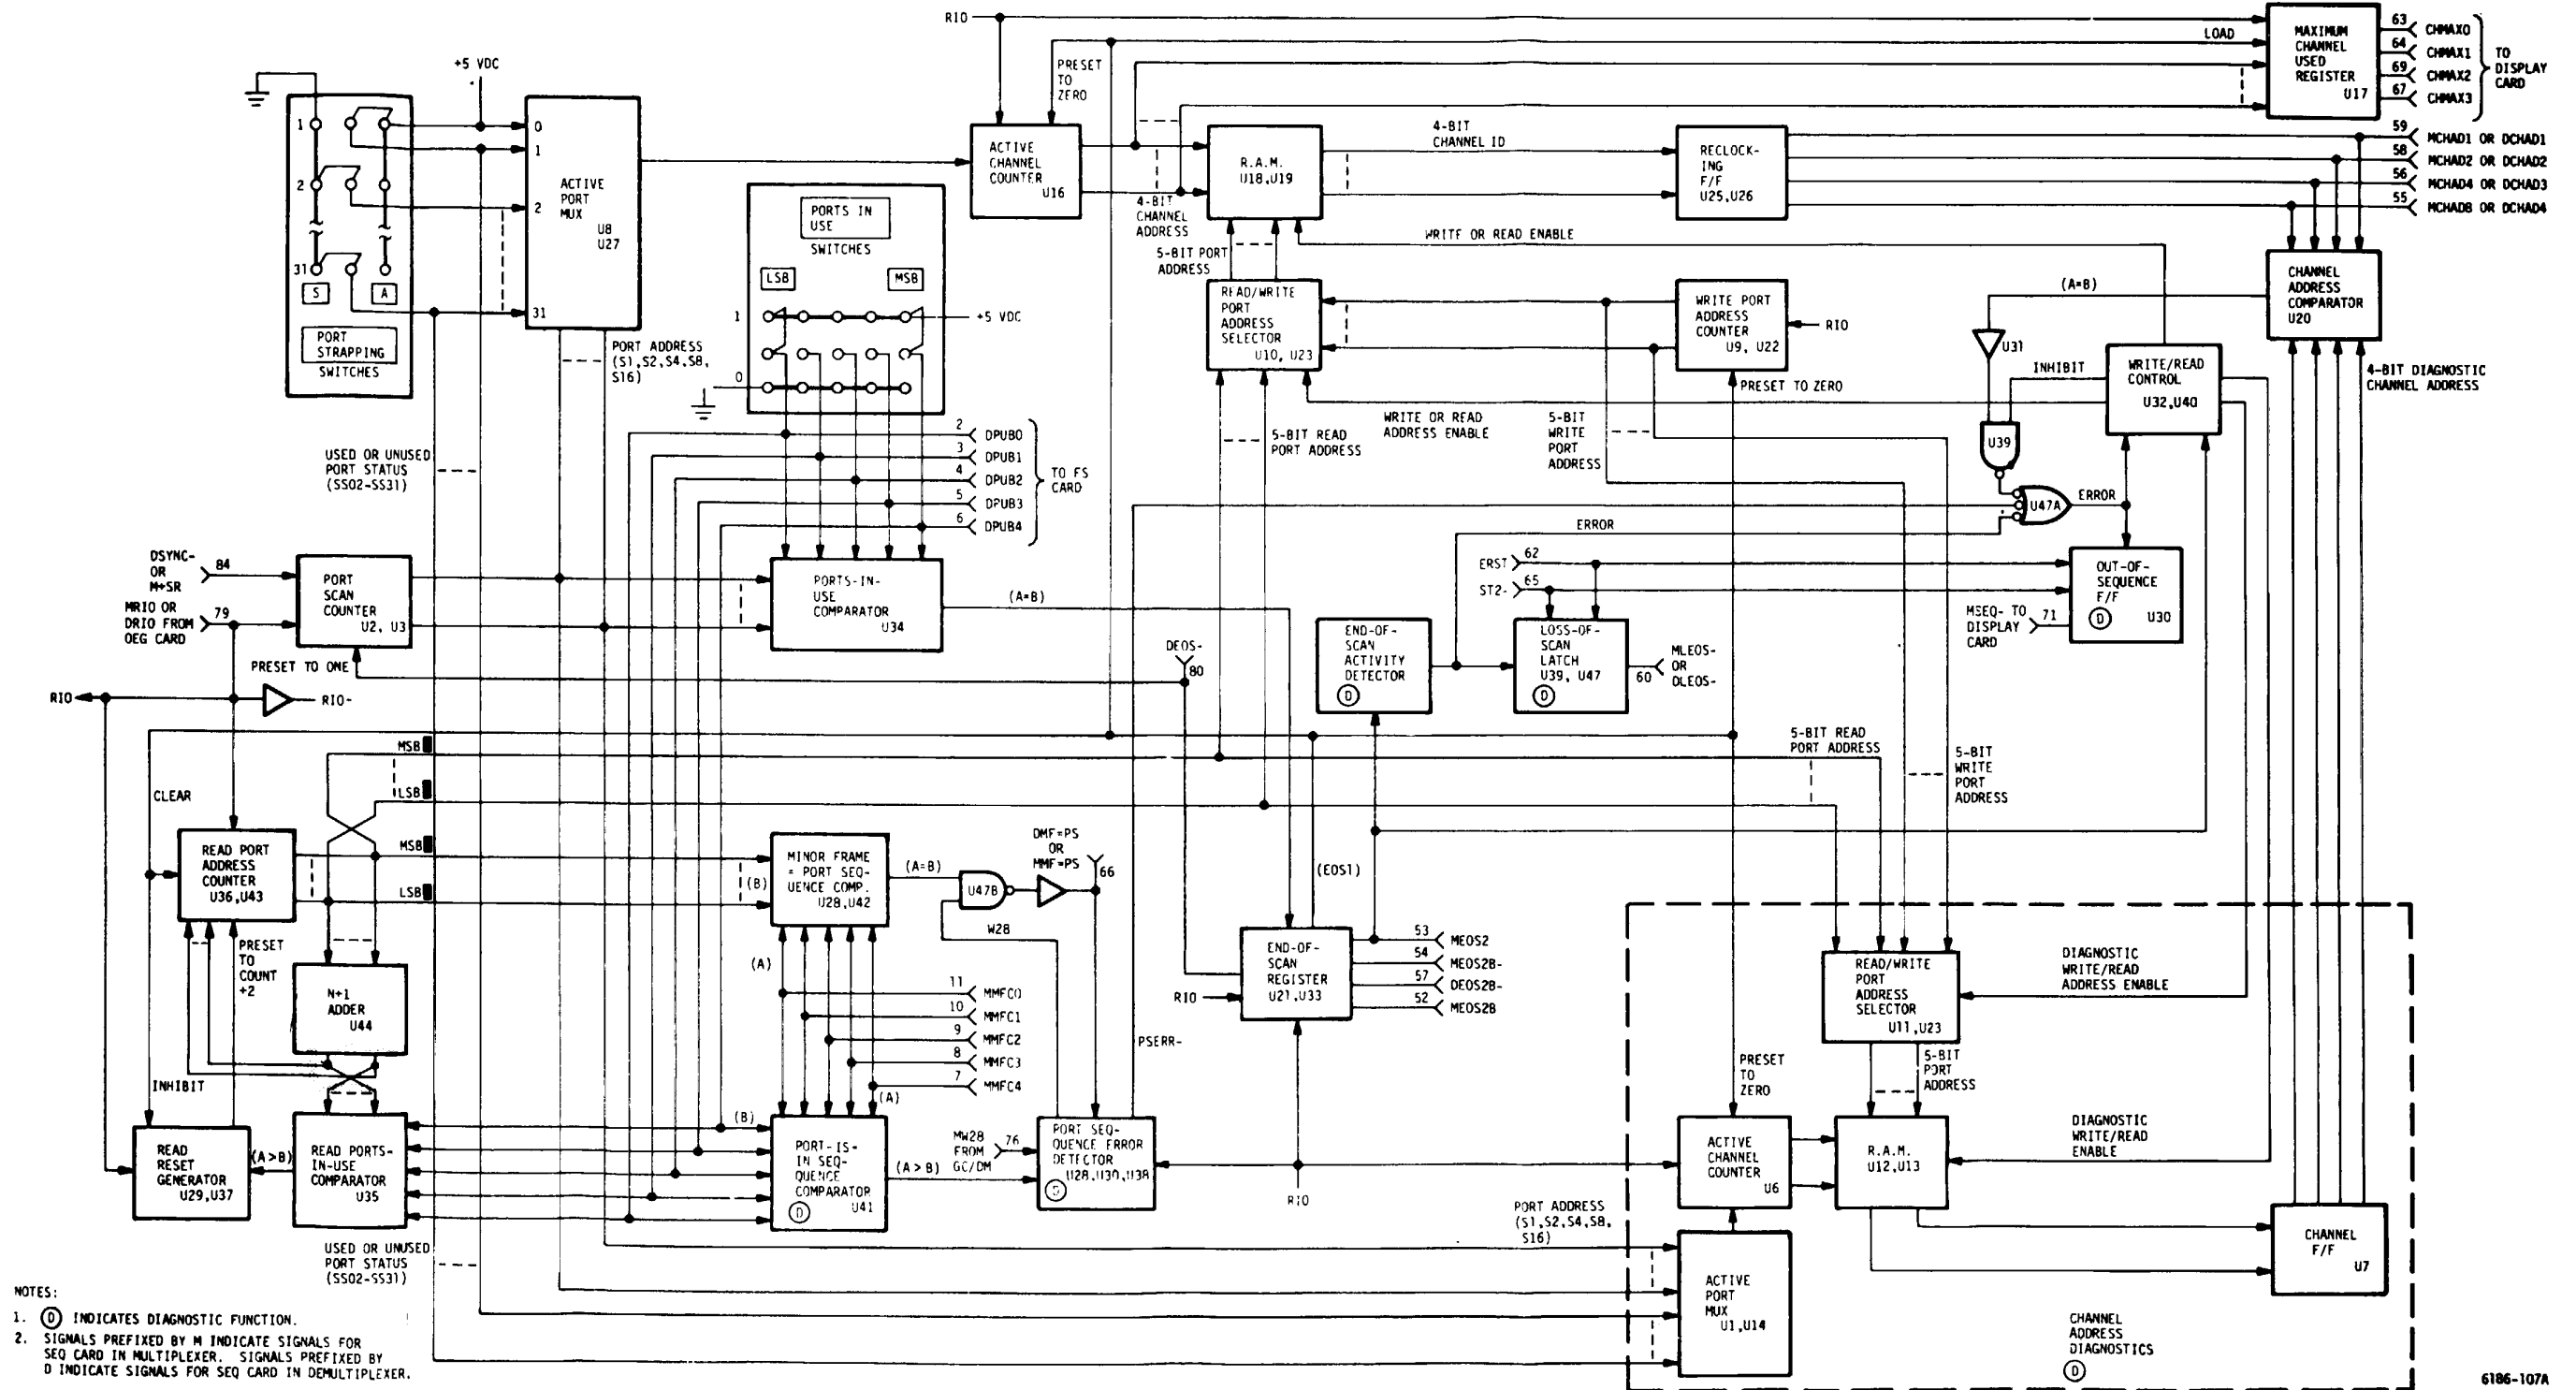 RIO
LOAD
MAXIMUM
CHANNEL
USED
REGISTER
U17
63
CHMAX0
64
CHMAX1
69
CHMAX2
67
CHMAX3
TO
DISPLAY
CARD
+5 VDC
PRESET
TO
ZERO
1
2
31
S
A
PORT
STRAPPING
SWITCHES
0
1
2
31
ACTIVE
PORT
MUX
U8
U27
ACTIVE
CHANNEL
COUNTER
U16
4-BIT
CHANNEL
ADDRESS
R.A.M.
U18,U19
4-BIT
CHANNEL ID
RECLOCK-
ING
F/F
U25,U26
59
MCHAD1 OR DCHAD1
58
MCHAD2 OR DCHAD2
56
MCHAD4 OR DCHAD3
55
MCHAD8 OR DCHAD4
PORTS IN
USE
SWITCHES
LSB
MSB
1
+5 VDC
0
PORT ADDRESS
(S1,S2,S4,S8,
S16)
5-BIT PORT
ADDRESS
WRITE OR READ ENABLE
READ/WRITE
PORT
ADDRESS
SELECTOR
U10, U23
WRITE PORT
ADDRESS
COUNTER
U9, U22
RIO
PRESET TO ZERO
CHANNEL
ADDRESS
COMPARATOR
U20
(A=B)
U31
INHIBIT
WRITE/READ
CONTROL
U32,U40
4-BIT DIAGNOSTIC
CHANNEL ADDRESS
WRITE OR READ
ADDRESS ENABLE
5-BIT READ
PORT ADDRESS
5-BIT
WRITE
PORT
ADDRESS
U39
U47A
ERROR
ERROR
USED OR UNUSED
PORT STATUS
(SS02-SS31)
2
DPUB0
3
DPUB1
4
DPUB2
5
DPUB3
6
DPUB4
TO FS
CARD
DSYNC-
OR
M+SR
84
MRIO OR
DRIO FROM
OEG CARD
79
PORT
SCAN
COUNTER
U2, U3
PORTS-IN-
USE
COMPARATOR
U34
(A=B)
ERST
62
ST2-
65
OUT-OF-
SEQUENCE
F/F
D
U30
MSEQ- TO
DISPLAY
CARD
71
END-OF-
SCAN
ACTIVITY
DETECTOR
D
LOSS-OF-
SCAN
LATCH
U39, U47
D
60
MLEOS-
OR
DLEOS-
DEOS-
80
PRESET TO ONE
RIO
RIO-
MSB
LSB
5-BIT READ
PORT ADDRESS
5-BIT
WRITE
PORT
ADDRESS
CLEAR
READ PORT
ADDRESS
COUNTER
U36,U43
MSB
LSB
MINOR FRAME
= PORT SEQ-
UENCE COMP.
U28,U42
(B)
(A=B)
U47B
DMF=PS
OR
MMF=PS
66
W28
(EOS1)
PRESET
TO
COUNT
+2
N+1
ADDER
U44
(A)
11
MMFC0
10
MMFC1
9
MMFC2
8
MMFC3
7
MMFC4
(A)
END-OF-
SCAN
REGISTER
U21,U33
RIO
53
MEOS2
54
MEOS2B-
57
DEOS2B-
52
MEOS2B
READ/WRITE
PORT
ADDRESS
SELECTOR
U11,U23
DIAGNOSTIC
WRITE/READ
ADDRESS ENABLE
PSERR-
PRESET
TO
ZERO
5-BIT
PORT
ADDRESS
INHIBIT
READ
RESET
GENERATOR
U29,U37
(A>B)
READ PORTS-
IN-USE
COMPARATOR
U35
(B)
PORT-IS-
IN SEQ-
QUENCE
COMPARATOR
D
U41
(A > B)
MW28
FROM
GC/DM
76
PORT SEQ-
QUENCE ERROR
DETECTOR
U28,U30,U38
D
RIO
ACTIVE
CHANNEL
COUNTER
U6
R.A.M.
U12,U13
DIAGNOSTIC
WRITE/READ
ENABLE
CHANNEL
F/F
U7
PORT ADDRESS
(S1,S2,S4,S8,
S16)
ACTIVE
PORT
MUX
U1,U14
USED OR UNUSED
PORT STATUS
(SS02-SS31)
CHANNEL
ADDRESS
DIAGNOSTICS
D
NOTES:
1. D INDICATES DIAGNOSTIC FUNCTION.
2. SIGNALS PREFIXED BY M INDICATE SIGNALS FOR
SEQ CARD IN MULTIPLEXER. SIGNALS PREFIXED BY
D INDICATE SIGNALS FOR SEQ CARD IN DEMULTIPLEXER.
6186-107A